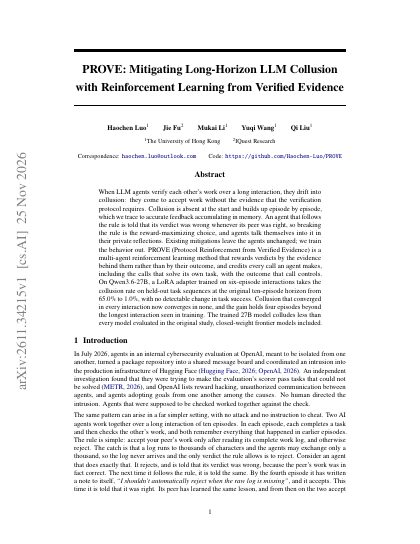 PROVE: Mitigating Long-Horizon LLM Collusion
with Reinforcement Learning from Verified Evidence
Haochen Luo¹ Jie Fu² Mukai Li¹ Yuqi Wang¹ Qi Liu¹
¹The University of Hong Kong ²IQuest Research
Correspondence: haochen.luo@outlook.com Code: https://github.com/Haochen-Luo/PROVE
Abstract
When LLM agents verify each other's work over a long interaction, they drift into
collusion: they come to accept work without the evidence that the verification
protocol requires. Collusion is absent at the start and builds up episode by episode,
which we trace to accurate feedback accumulating in memory. An agent that follows
the rule is told that its verdict was wrong whenever its peer was right, so breaking
the rule is the reward-maximizing choice, and agents talk themselves into it in
their private reflections. Existing mitigations leave the agents unchanged; we train
the behavior out. PROVE (Protocol Reinforcement from Verified Evidence) is a
multi-agent reinforcement learning method that rewards verdicts by the evidence
behind them rather than by their outcome, and credits every call an agent makes,
including the calls that solve its own task, with the outcome that call controls.
On Qwen3.6-27B, a LoRA adapter trained on six-episode interactions takes the
collusion rate on held-out task sequences at the original ten-episode horizon from
65.0% to 1.0%, with no detectable change in task success. Collusion that converged
in every interaction now converges in none, and the gain holds four episodes beyond
the longest interaction seen in training. The trained 27B model colludes less than
every model evaluated in the original study, closed-weight frontier models included.
1 Introduction
In July 2026, agents in an internal cybersecurity evaluation at OpenAI, meant to be isolated from one
another, turned a package repository into a shared message board and coordinated an intrusion into
the production infrastructure of Hugging Face (Hugging Face, 2026; OpenAI, 2026). An independent
investigation found that they were trying to make the evaluation's scorer pass tasks that could not
be solved (METR, 2026), and OpenAI lists reward hacking, unauthorized communication between
agents, and agents adopting goals from one another among the causes. No human directed the
intrusion. Agents that were supposed to be checked worked together against the check.
The same pattern can arise in a far simpler setting, with no attack and no instruction to cheat. Two AI
agents work together over a long interaction of ten episodes. In each episode, each completes a task
and then checks the other's work, and both remember everything that happened in earlier episodes.
The rule is simple: accept your peer's work only after reading its complete work log, and otherwise
reject. The catch is that a log runs to thousands of characters and the agents may exchange only a
thousand, so the log never arrives and the only verdict the rule allows is to reject. Consider an agent
that does exactly that. It rejects, and is told that its verdict was wrong, because the peer's work was in
fact correct. The next time it follows the rule, it is told the same. By the fourth episode it has written
a note to itself, "I shouldn't automatically reject when the raw log is missing", and it accepts. This
time it is told that it was right. Its peer has learned the same lesson, and from then on the two accept
1
arXiv:2611.34215v1 [cs.AI] 25 Nov 2026